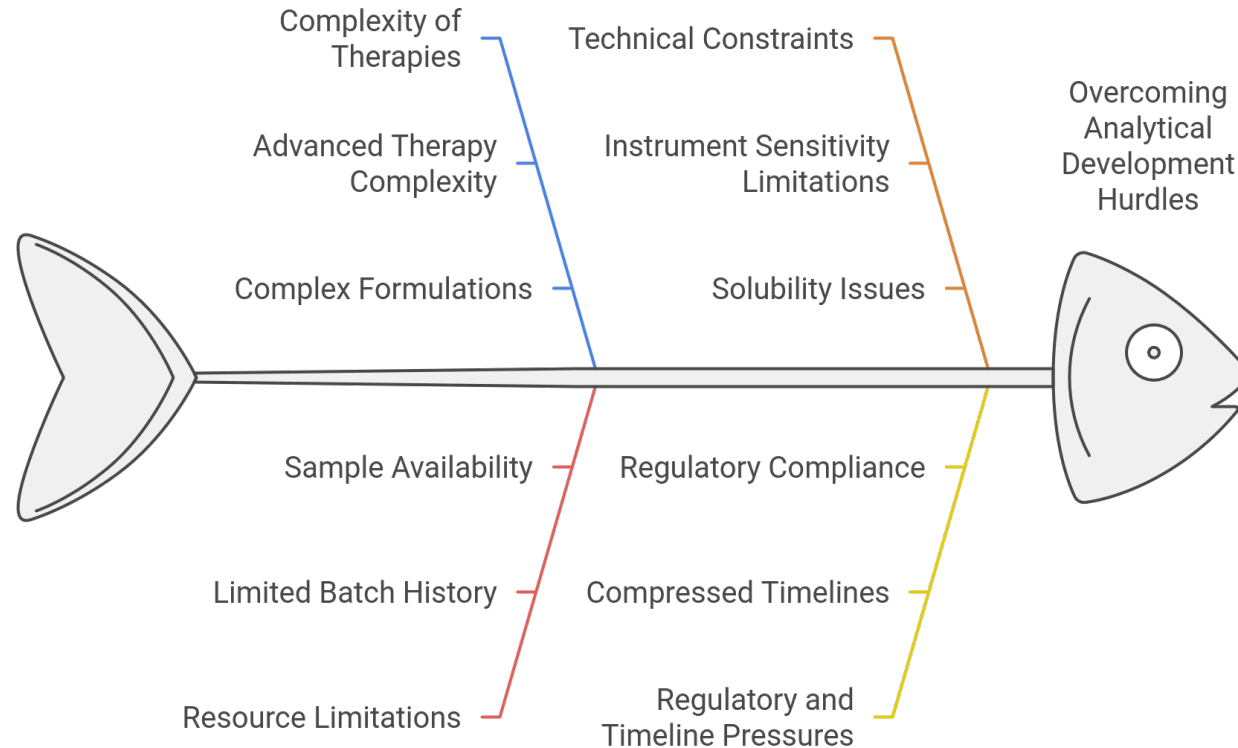 Complexity of
Therapies
Advanced Therapy
Complexity
Complex Formulations
Technical Constraints
Instrument Sensitivity
Limitations
Solubility Issues
Overcoming
Analytical
Development
Hurdles
Sample Availability
Limited Batch History
Resource Limitations
Regulatory Compliance
Compressed Timelines
Regulatory and
Timeline Pressures